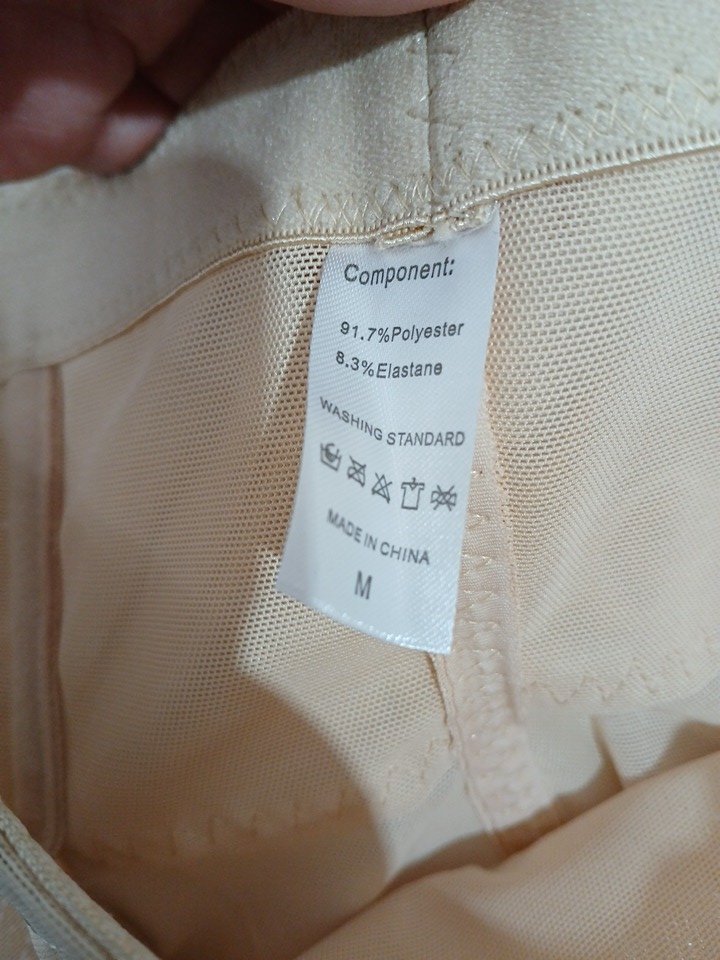 Component:
91.7%Polyester
8.3%Elastane
WASHING STANDARD
MADE IN CHINA
M